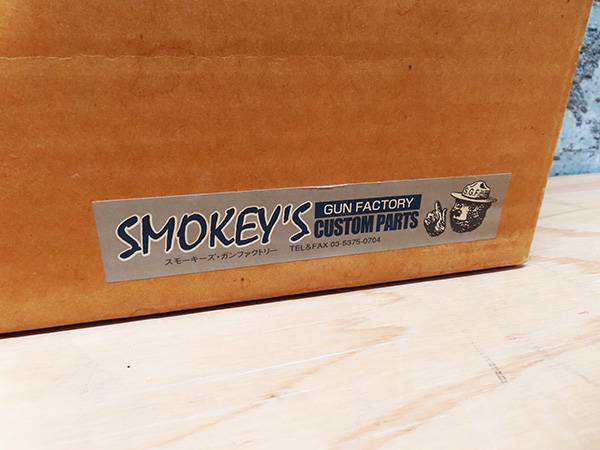 SMOKEY'S
GUN FACTORY
CUSTOM PARTS
スモーキーズ・ガンファクトリー
TEL&FAX 03-5375-0704